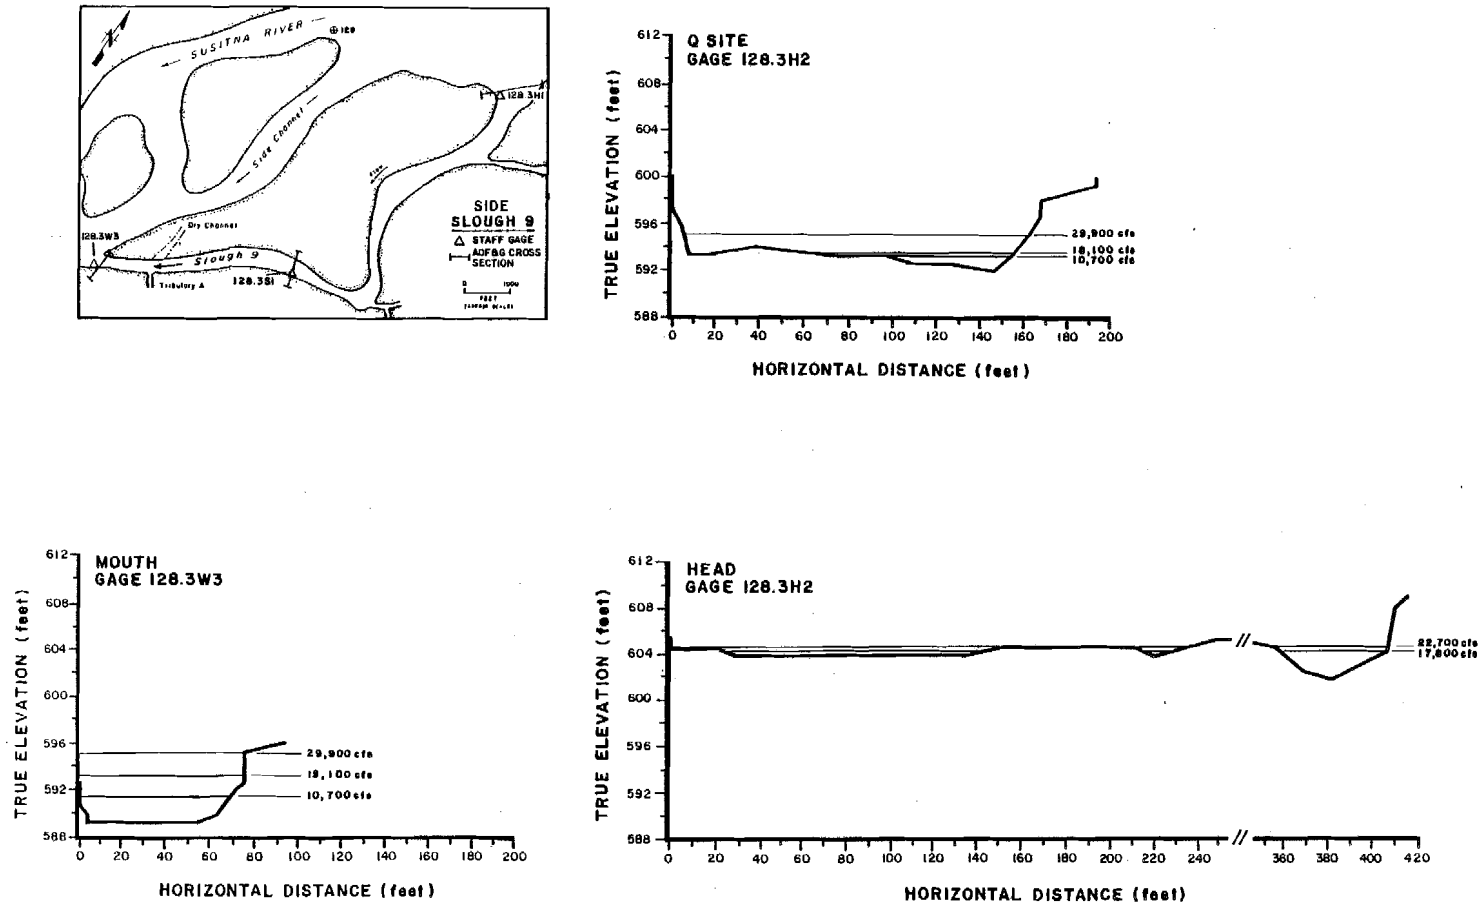 SUSITNA RIVER
129
128.3H1
Side Channel
Flow
SIDE
SLOUGH 9
STAFF GAGE
ADF&G CROSS
SECTION
0 1000
FEET
Dry Channel
128.3W3
Slough 9
Tributary A
128.3S1
Q SITE
GAGE 128.3H2
TRUE ELEVATION (feet)
612
608
604
600
596
592
588
29,900 cfs
18,100 cfs
10,700 cfs
0 20 40 60 80 100 120 140 160 180 200
HORIZONTAL DISTANCE (feet)
MOUTH
GAGE 128.3W3
TRUE ELEVATION (feet)
612
608
604
600
596
592
588
29,900 cfs
19,100 cfs
10,700 cfs
0 20 40 60 80 100 120 140 160 180 200
HORIZONTAL DISTANCE (feet)
HEAD
GAGE 128.3H2
TRUE ELEVATION (feet)
612
608
604
600
596
592
588
22,700 cfs
17,800 cfs
0 20 40 60 80 100 120 140 160 180 200 220 240 // 360 380 400 420
HORIZONTAL DISTANCE (feet)